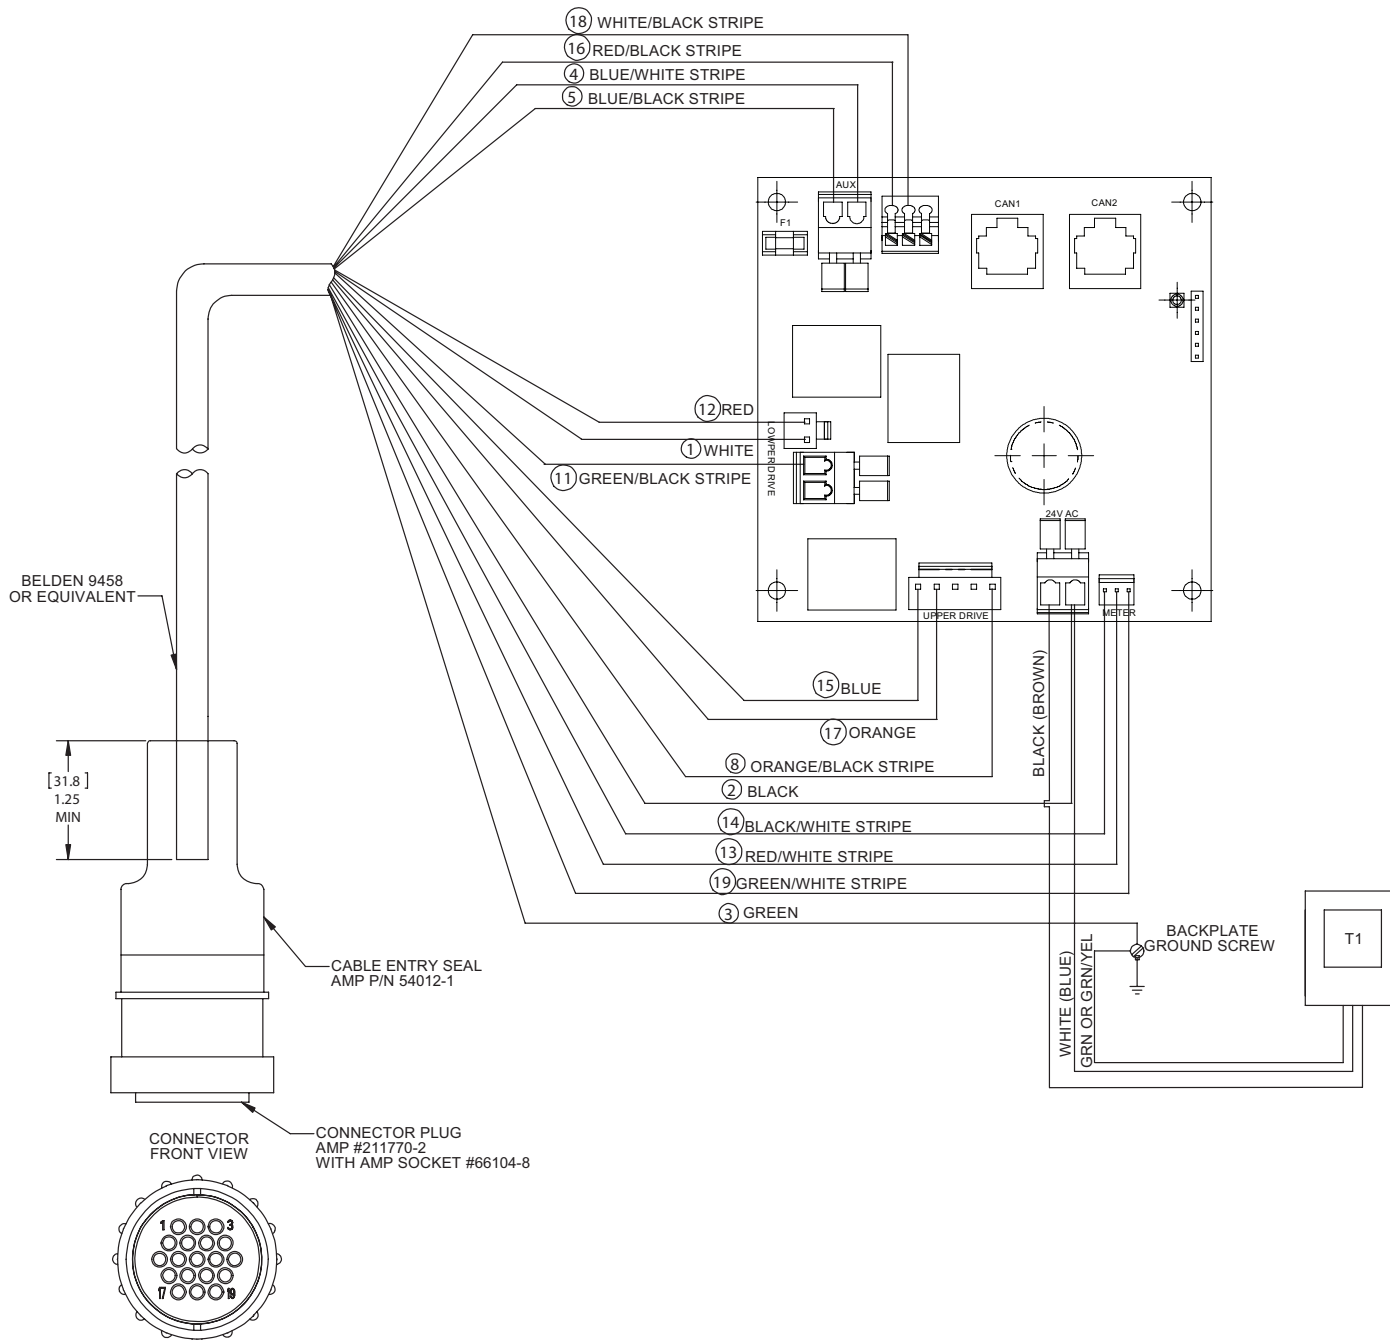 18 WHITE/BLACK STRIPE
16 RED/BLACK STRIPE
4 BLUE/WHITE STRIPE
5 BLUE/BLACK STRIPE
AUX
F1
CAN1
CAN2
12 RED
1 WHITE
11 GREEN/BLACK STRIPE
LOWPER DRIVE
24V AC
UPPER DRIVE
METER
BELDEN 9458
OR EQUIVALENT
15 BLUE
17 ORANGE
8 ORANGE/BLACK STRIPE
2 BLACK
14 BLACK/WHITE STRIPE
13 RED/WHITE STRIPE
19 GREEN/WHITE STRIPE
3 GREEN
BLACK (BROWN)
WHITE (BLUE)
GRN OR GRN/YEL
BACKPLATE
GROUND SCREW
T1
[31.8 ]
1.25
MIN
CABLE ENTRY SEAL
AMP P/N 54012-1
CONNECTOR PLUG
AMP #211770-2
WITH AMP SOCKET #66104-8
CONNECTOR
FRONT VIEW
1 3
17 19